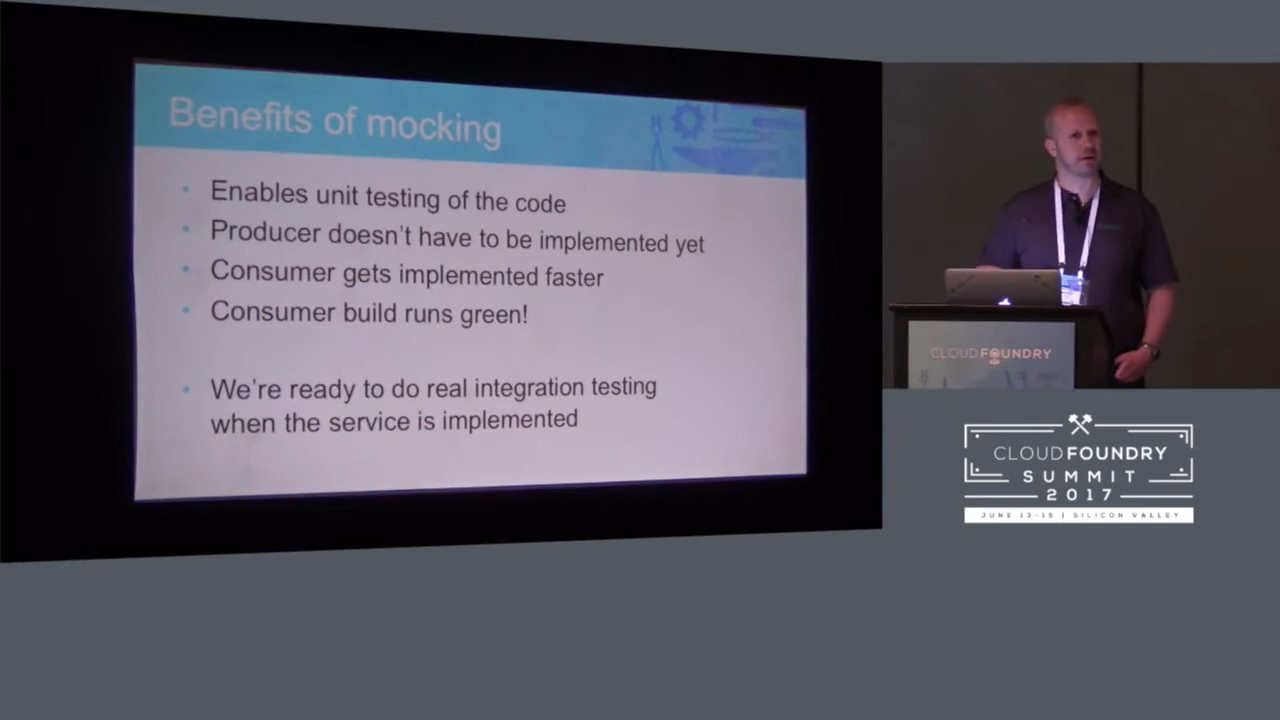 Benefits of mocking
Enables unit testing of the code
Producer doesn't have to be implemented yet
Consumer gets implemented faster
Consumer build runs green!
We're ready to do real integration testing
when the service is implemented
CLOUD FOUNDRY
CLOUD FOUNDRY
SUMMIT
2017
JUNE 13-15 | SILICON VALLEY